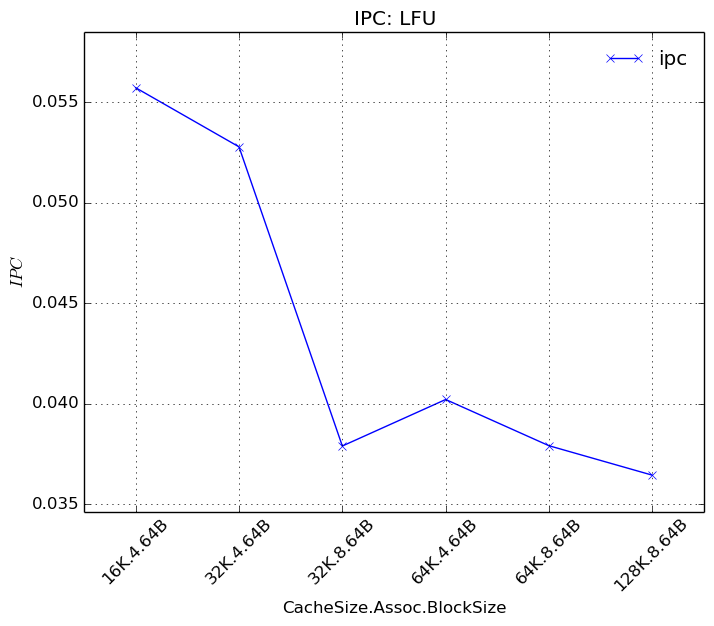 IPC: LFU
ipc
0.055
0.050
0.045
0.040
0.035
IPC
16K.4.64B
32K.4.64B
32K.8.64B
64K.4.64B
64K.8.64B
128K.8.64B
CacheSize.Assoc.BlockSize